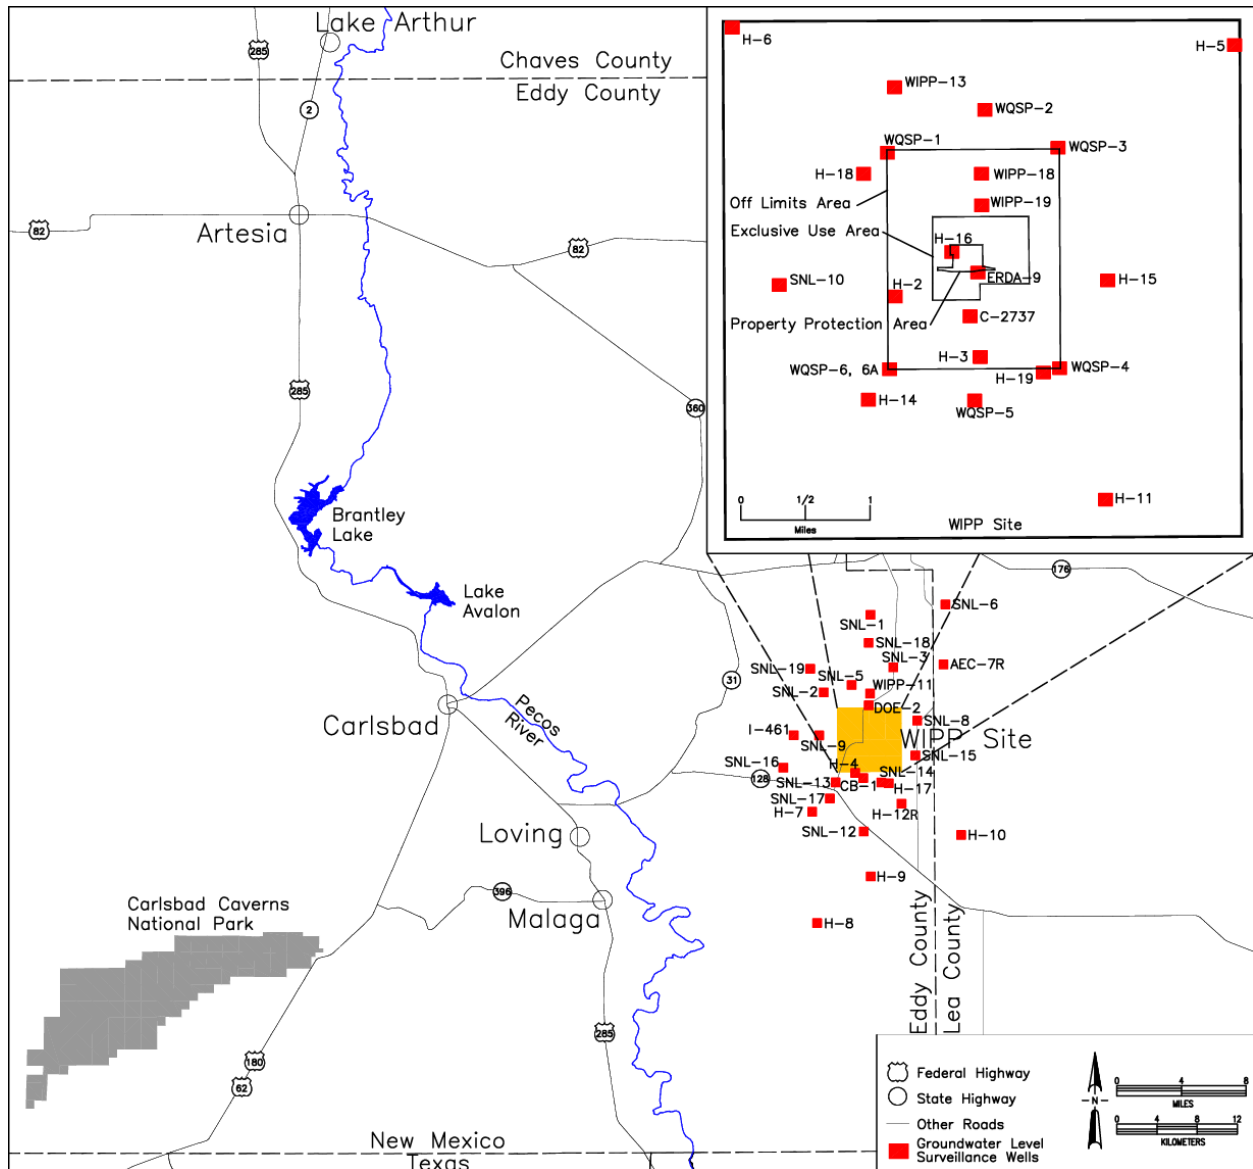 Lake Arthur
285
Chaves County
Eddy County
2
82
Artesia
82
285
360
Brantley
Lake
Lake
Avalon
31
Carlsbad
Pecos
River
128
Loving
396
Malaga
285
Carlsbad Caverns
National Park
180
62
New Mexico
Texas
H-6
H-5
WIPP-13
WQSP-2
WQSP-1
WQSP-3
H-18
WIPP-18
Off Limits Area
WIPP-19
Exclusive Use Area
H-16
SNL-10
ERDA-9
H-15
H-2
Property Protection Area
C-2737
H-3
WQSP-6, 6A
H-19
WQSP-4
H-14
WQSP-5
H-11
0
1/2
1
Miles
WIPP Site
176
SNL-6
SNL-1
SNL-18
SNL-3
AEC-7R
SNL-19
SNL-5
WIPP-11
SNL-2
DOE-2
SNL-8
I-461
SNL-9
WIPP Site
SNL-15
SNL-16
H-4
SNL-14
SNL-13
CB-1
H-17
SNL-17
H-7
H-12R
SNL-12
H-10
H-9
H-8
Eddy County
Lea County
Federal Highway
State Highway
Other Roads
Groundwater Level
Surveillance Wells
N
0 4 8
MILES
0 4 8 12
KILOMETERS